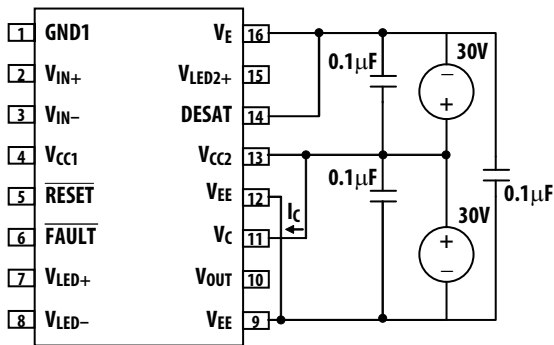 1 GND1
2 VIN+
3 VIN–
4 VCC1
5 RESET
6 FAULT
7 VLED+
8 VLED–
VE 16
VLED2+ 15
DESAT 14
VCC2 13
VEE 12
VC 11
VOUT 10
VEE 9
IC
0.1μF
0.1μF
30V
–
+
30V
+
–
0.1μF